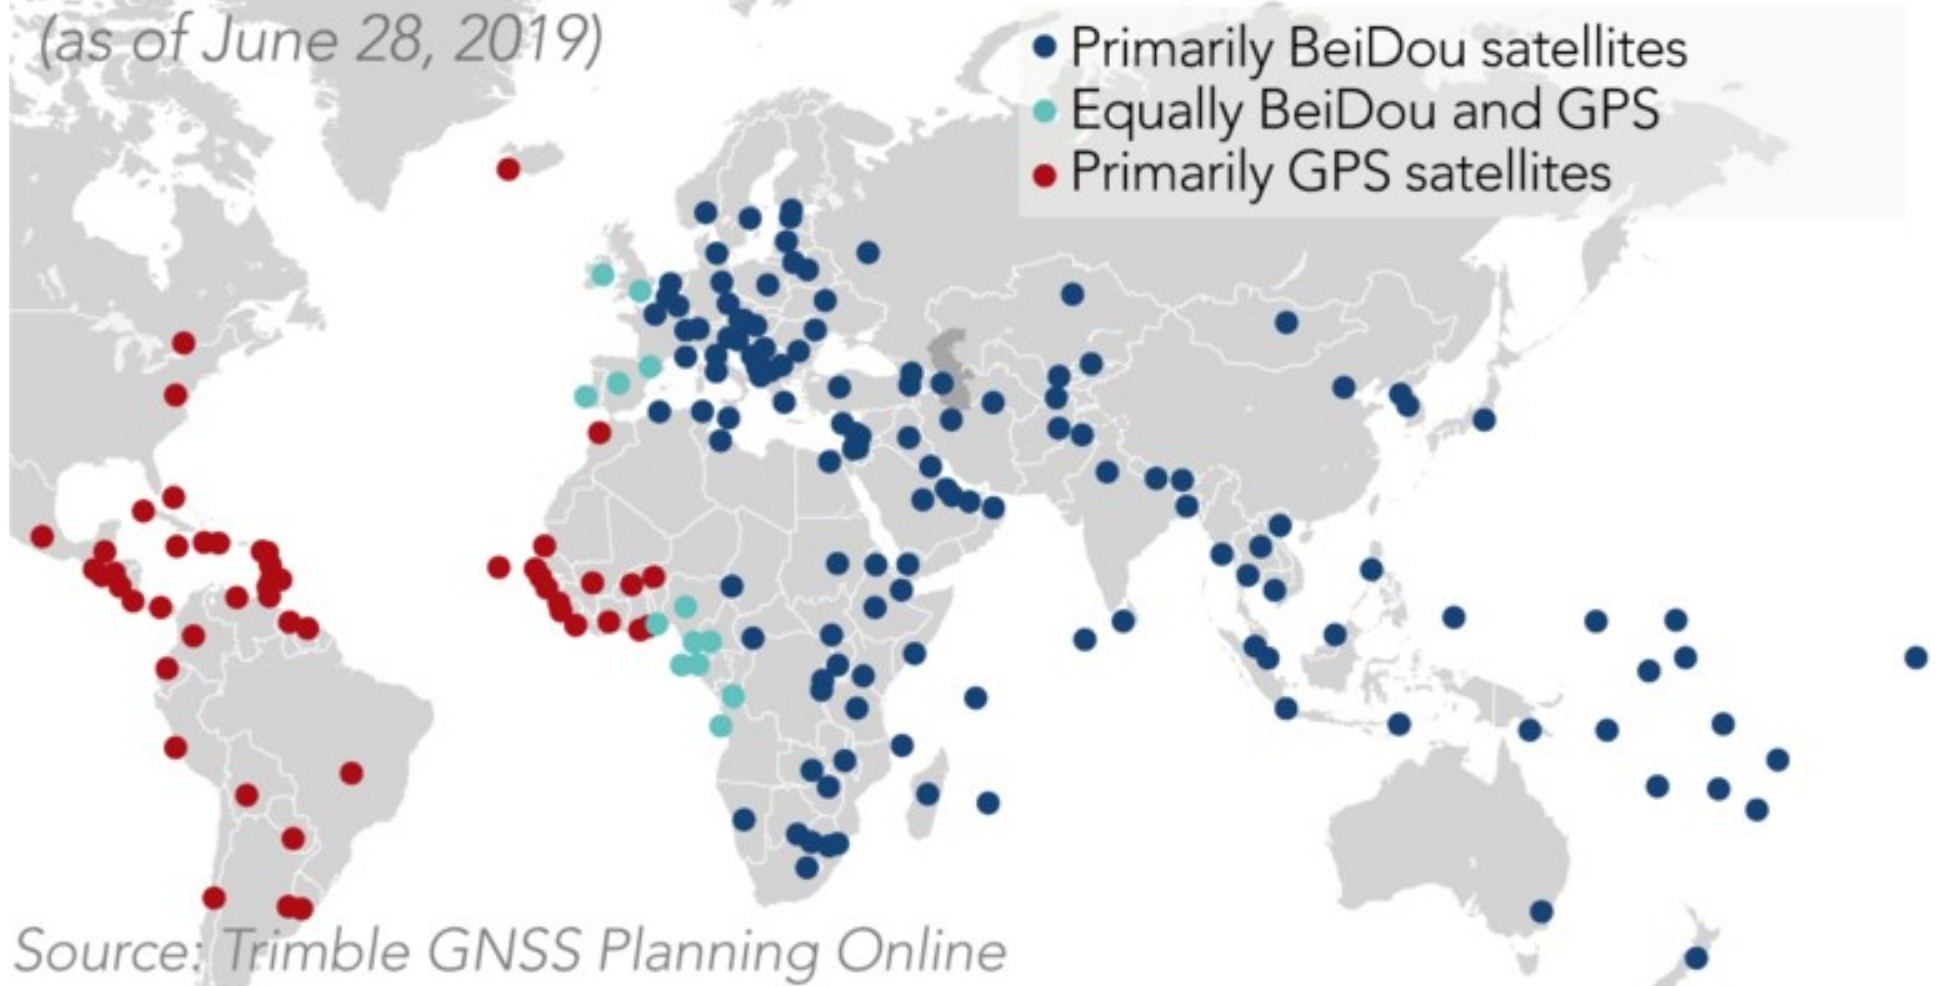 (as of June 28, 2019)
Primarily BeiDou satellites
Equally BeiDou and GPS
Primarily GPS satellites
Source: Trimble GNSS Planning Online